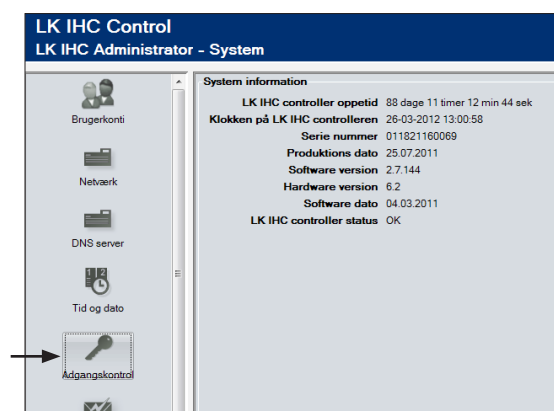 LK IHC Control
LK IHC Administrator - System
Brugerkonti
Netværk
DNS server
Tid og dato
Adgangskontrol
System information
LK IHC controller oppetid 88 dage 11 timer 12 min 44 sek
Klokken på LK IHC controlleren 26-03-2012 13:00:58
Serie nummer 011821160069
Produktions dato 25.07.2011
Software version 2.7.144
Hardware version 6.2
Software dato 04.03.2011
LK IHC controller status OK